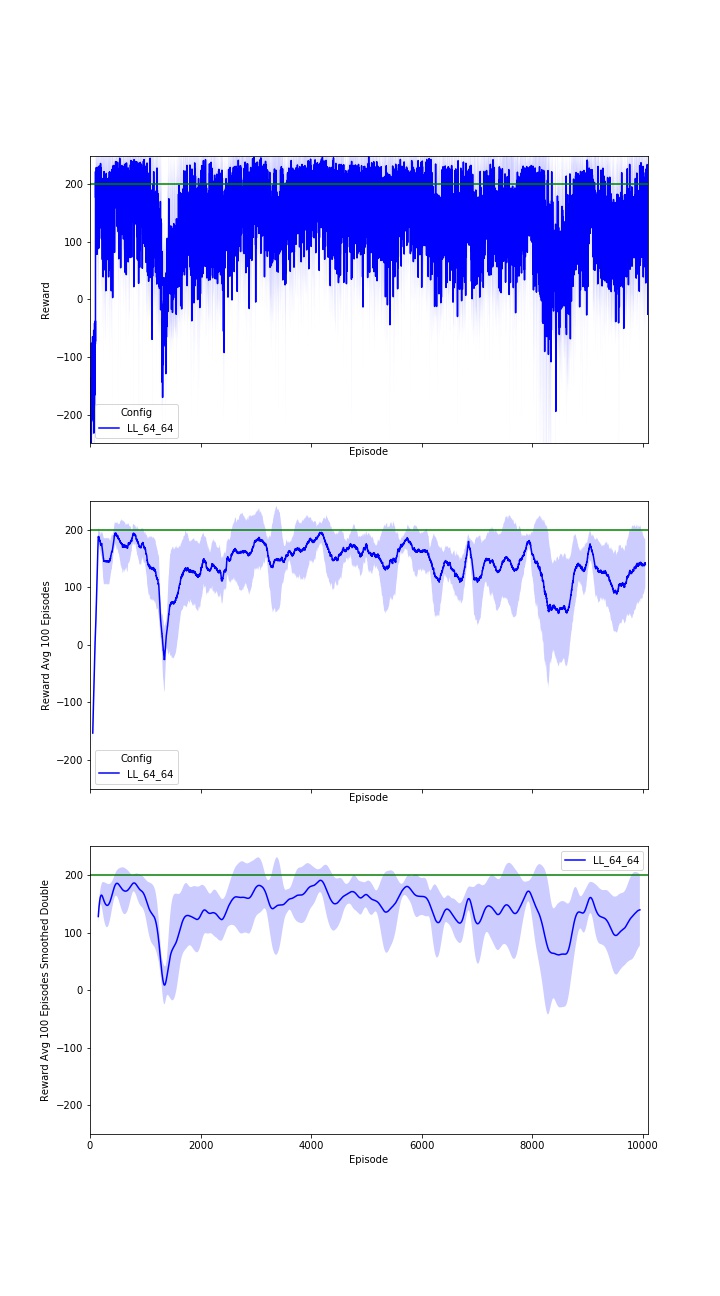 200
100
0
−100
−200
Reward
Config
LL_64_64
Episode
200
100
0
−100
−200
Reward Avg 100 Episodes
Config
LL_64_64
Episode
LL_64_64
200
100
0
−100
−200
Reward Avg 100 Episodes Smoothed Double
0 2000 4000 6000 8000 10000
Episode